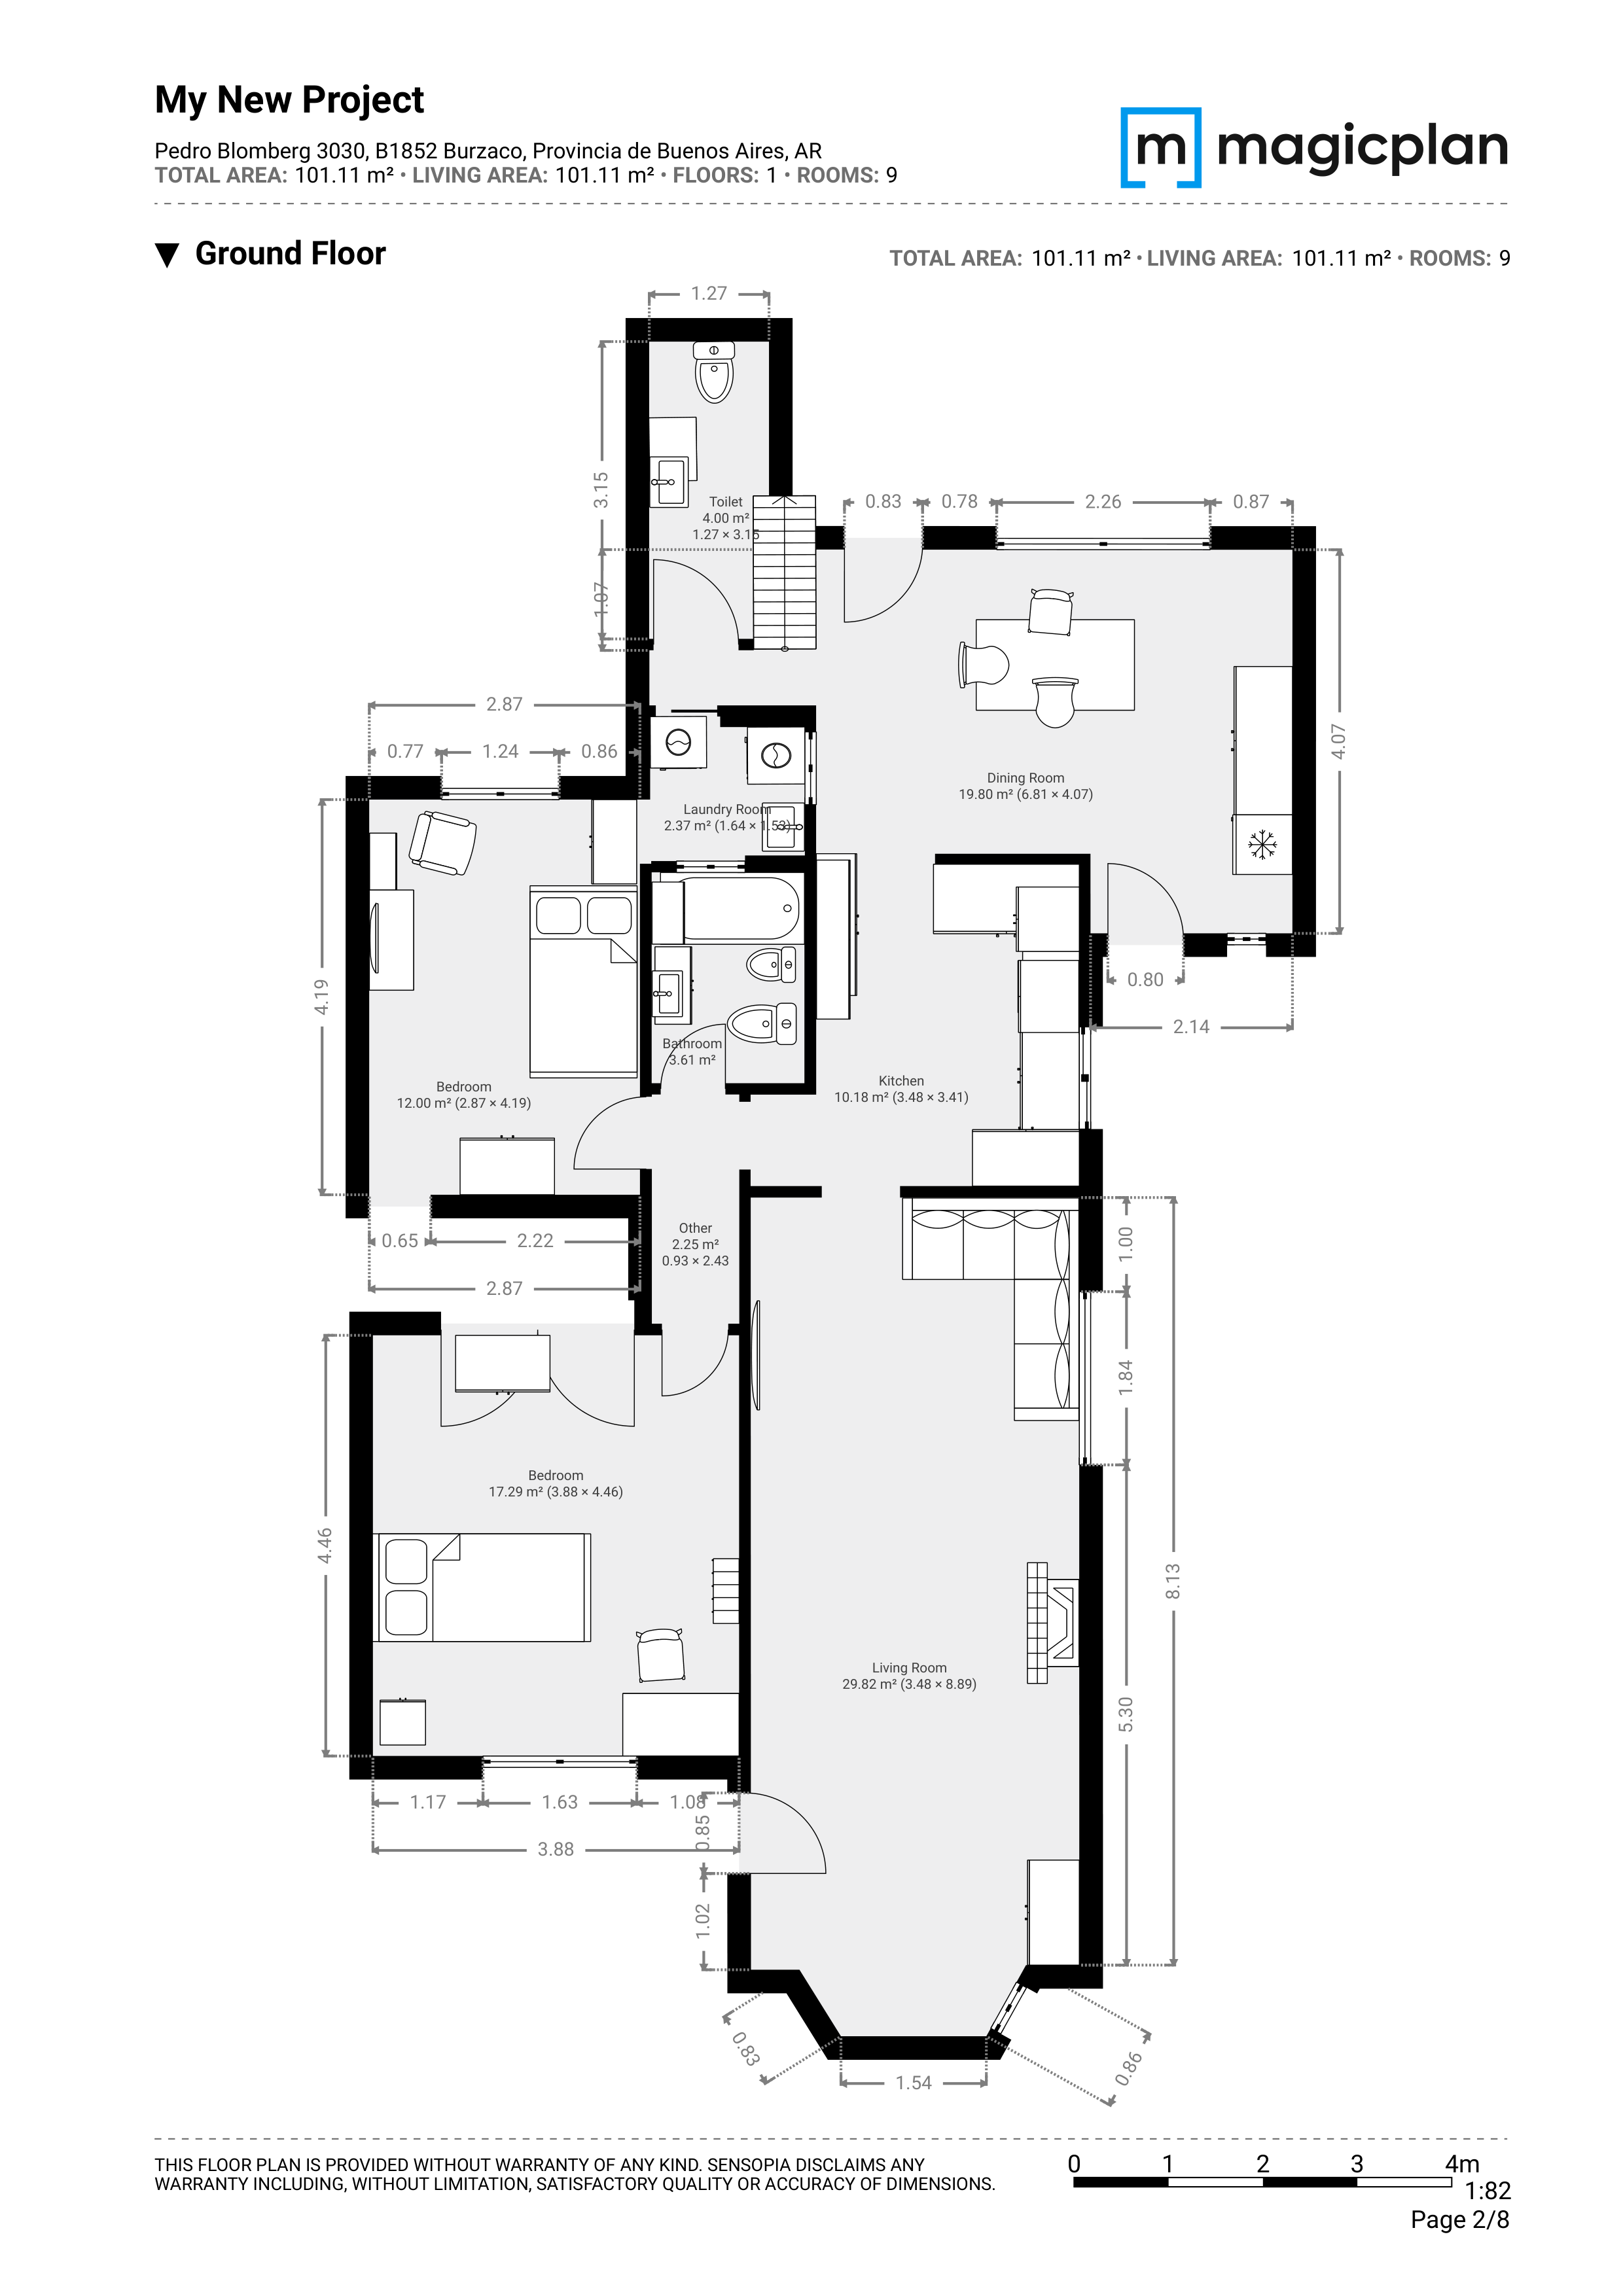 My New Project
Pedro Blomberg 3030, B1852 Burzaco, Provincia de Buenos Aires, AR
TOTAL AREA: 101.11 m² • LIVING AREA: 101.11 m² • FLOORS: 1 • ROOMS: 9
m magicplan
▼ Ground Floor
TOTAL AREA: 101.11 m² • LIVING AREA: 101.11 m² • ROOMS: 9
1.27
3.15
Toilet
4.00 m²
1.27 × 3.15
0.83 0.78 2.26 0.87
1.07
2.87
0.77 1.24 0.86
4.07
Dining Room
19.80 m² (6.81 × 4.07)
Laundry Room
2.37 m² (1.64 × 1.53)
0.80
4.19
2.14
Bathroom
3.61 m²
Kitchen
10.18 m² (3.48 × 3.41)
Bedroom
12.00 m² (2.87 × 4.19)
Other
2.25 m²
0.93 × 2.43
0.65 2.22
1.00
2.87
1.84
Bedroom
17.29 m² (3.88 × 4.46)
4.46
8.13
Living Room
29.82 m² (3.48 × 8.89)
5.30
1.17 1.63 1.08
0.85
3.88
1.02
0.83
0.86
1.54
THIS FLOOR PLAN IS PROVIDED WITHOUT WARRANTY OF ANY KIND. SENSOPIA DISCLAIMS ANY
WARRANTY INCLUDING, WITHOUT LIMITATION, SATISFACTORY QUALITY OR ACCURACY OF DIMENSIONS.
0 1 2 3 4m
1:82
Page 2/8